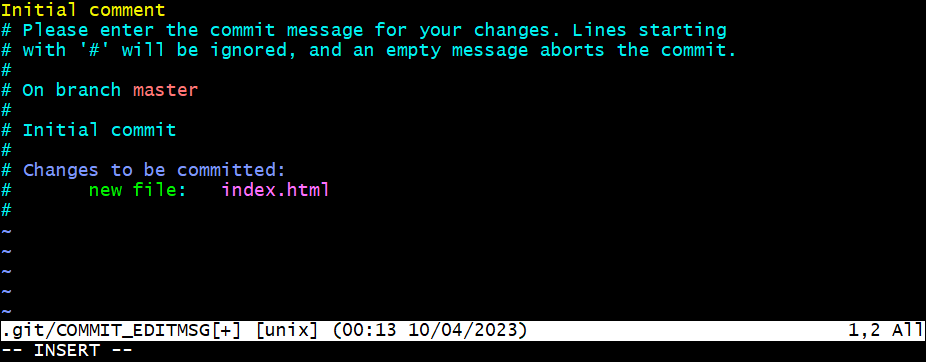 Initial comment
# Please enter the commit message for your changes. Lines starting
# with '#' will be ignored, and an empty message aborts the commit.
#
# On branch master
#
# Initial commit
#
# Changes to be committed:
#       new file:   index.html
#
~
~
~
~
~
.git/COMMIT_EDITMSG[+] [unix] (00:13 10/04/2023) 1,2 All
-- INSERT --